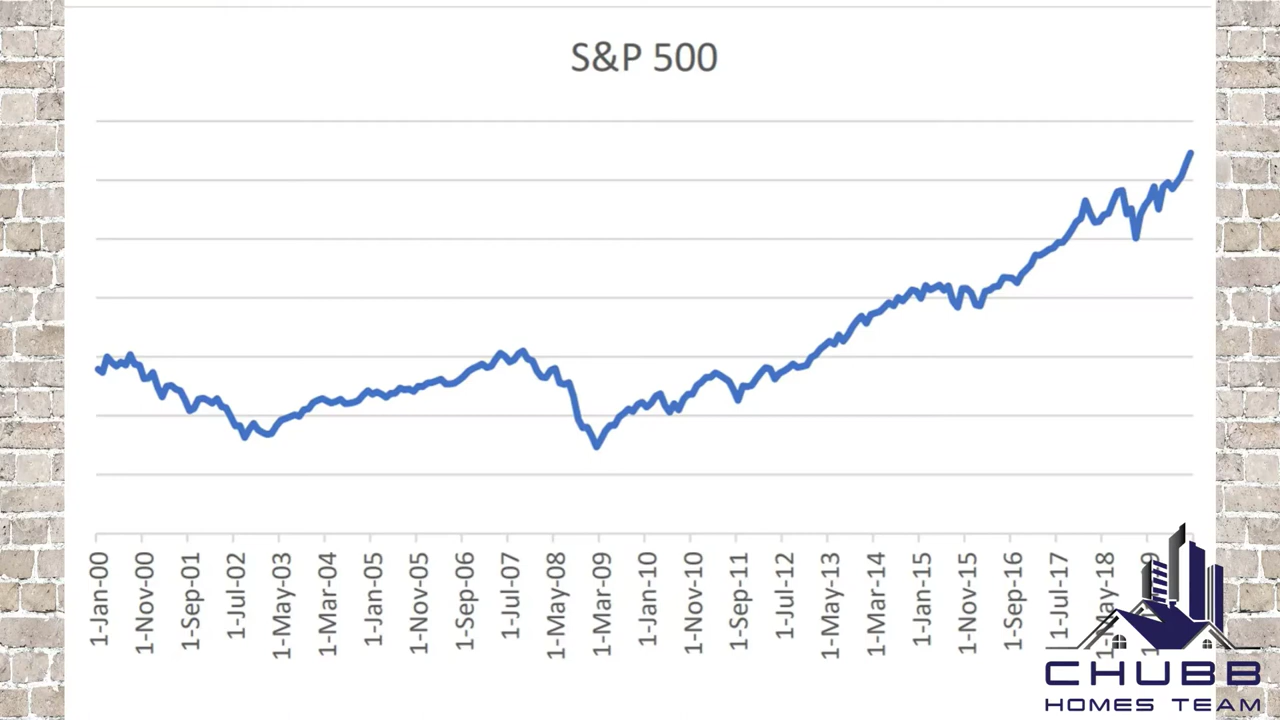 S&P 500
1-Jan-00
1-Nov-00
1-Sep-01
1-Jul-02
1-May-03
1-Mar-04
1-Jan-05
1-Nov-05
1-Sep-06
1-Jul-07
1-May-08
1-Mar-09
1-Jan-10
1-Nov-10
1-Sep-11
1-Jul-12
1-May-13
1-Mar-14
1-Jan-15
1-Nov-15
1-Sep-16
1-Jul-17
1-May-18
CHUBB
HOMES TEAM